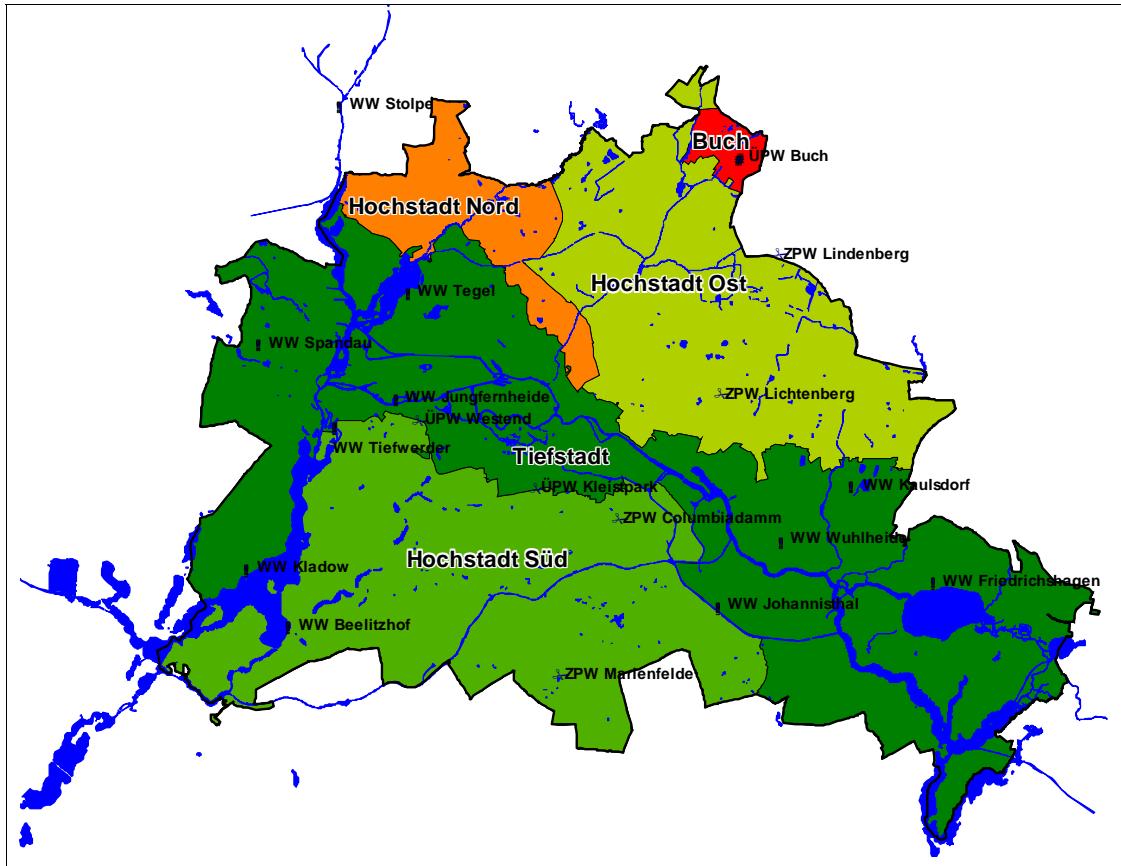 WW Stolpe
Buch
ÜPW Buch
Hochstadt Nord
ZPW Lindenberg
Hochstadt Ost
WW Tegel
WW Spandau
ZPW Lichtenberg
WW Jungfernheide
ÜPW Westend
WW Tiefwerder
Tiefstadt
WW Kaulsdorf
ÜPW Kleistpark
ZPW Columbiadamm
WW Wuhlheide
Hochstadt Süd
WW Kladow
WW Friedrichshagen
WW Johannisthal
WW Beelitzhof
ZPW Marienfelde